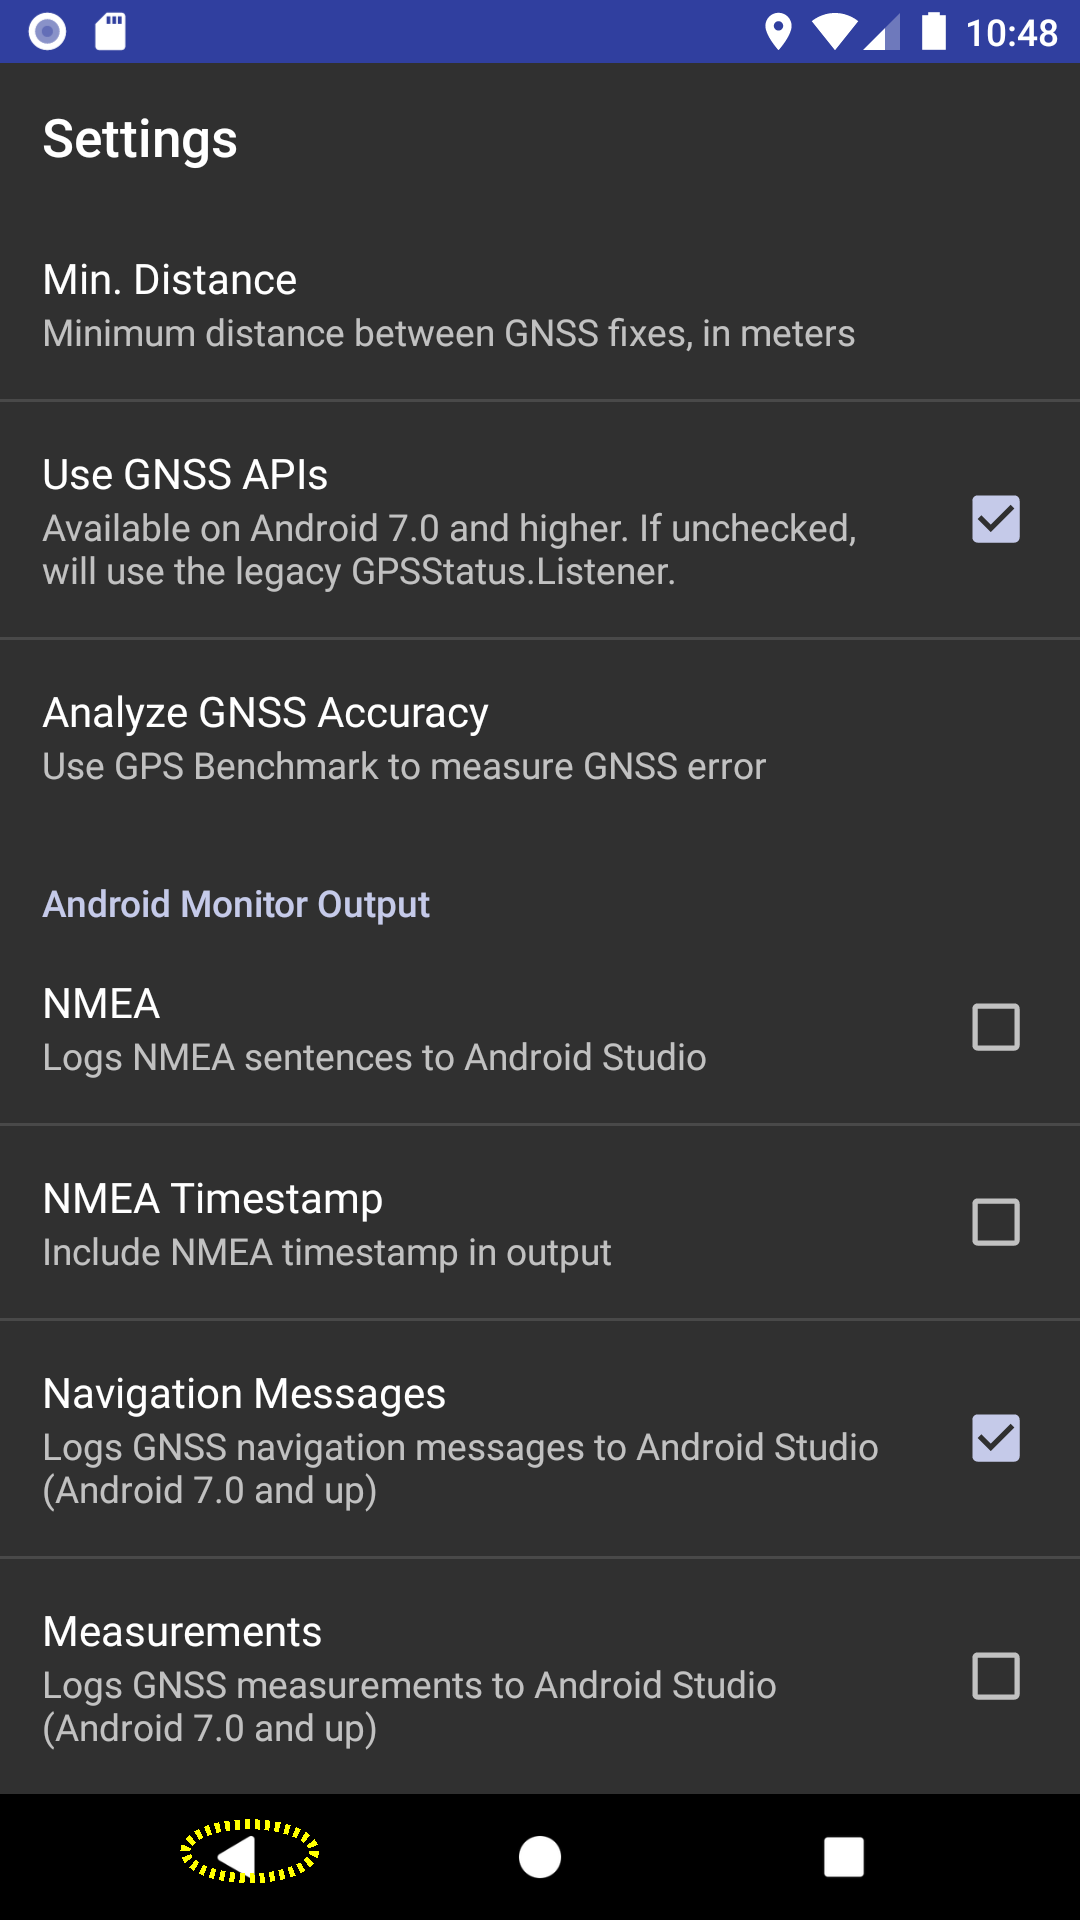 10:48
Settings
Min. Distance
Minimum distance between GNSS fixes, in meters
Use GNSS APIs
Available on Android 7.0 and higher. If unchecked,
will use the legacy GPSStatus.Listener.
Analyze GNSS Accuracy
Use GPS Benchmark to measure GNSS error
Android Monitor Output
NMEA
Logs NMEA sentences to Android Studio
NMEA Timestamp
Include NMEA timestamp in output
Navigation Messages
Logs GNSS navigation messages to Android Studio
(Android 7.0 and up)
Measurements
Logs GNSS measurements to Android Studio
(Android 7.0 and up)